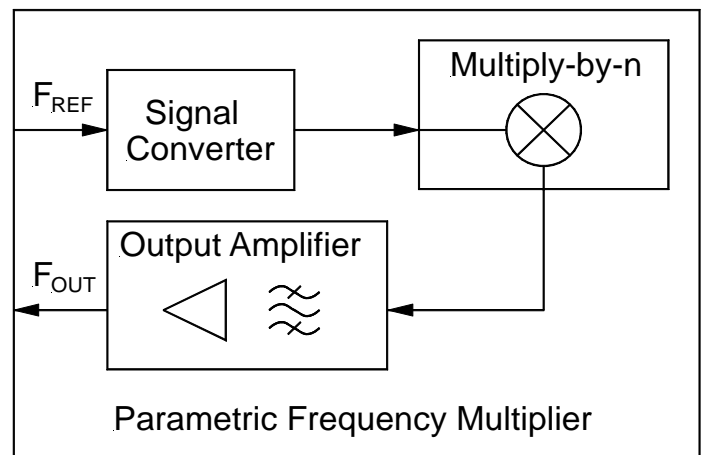 Multiply-by-n
F_REF
Signal
Converter
Output Amplifier
F_OUT
Parametric Frequency Multiplier